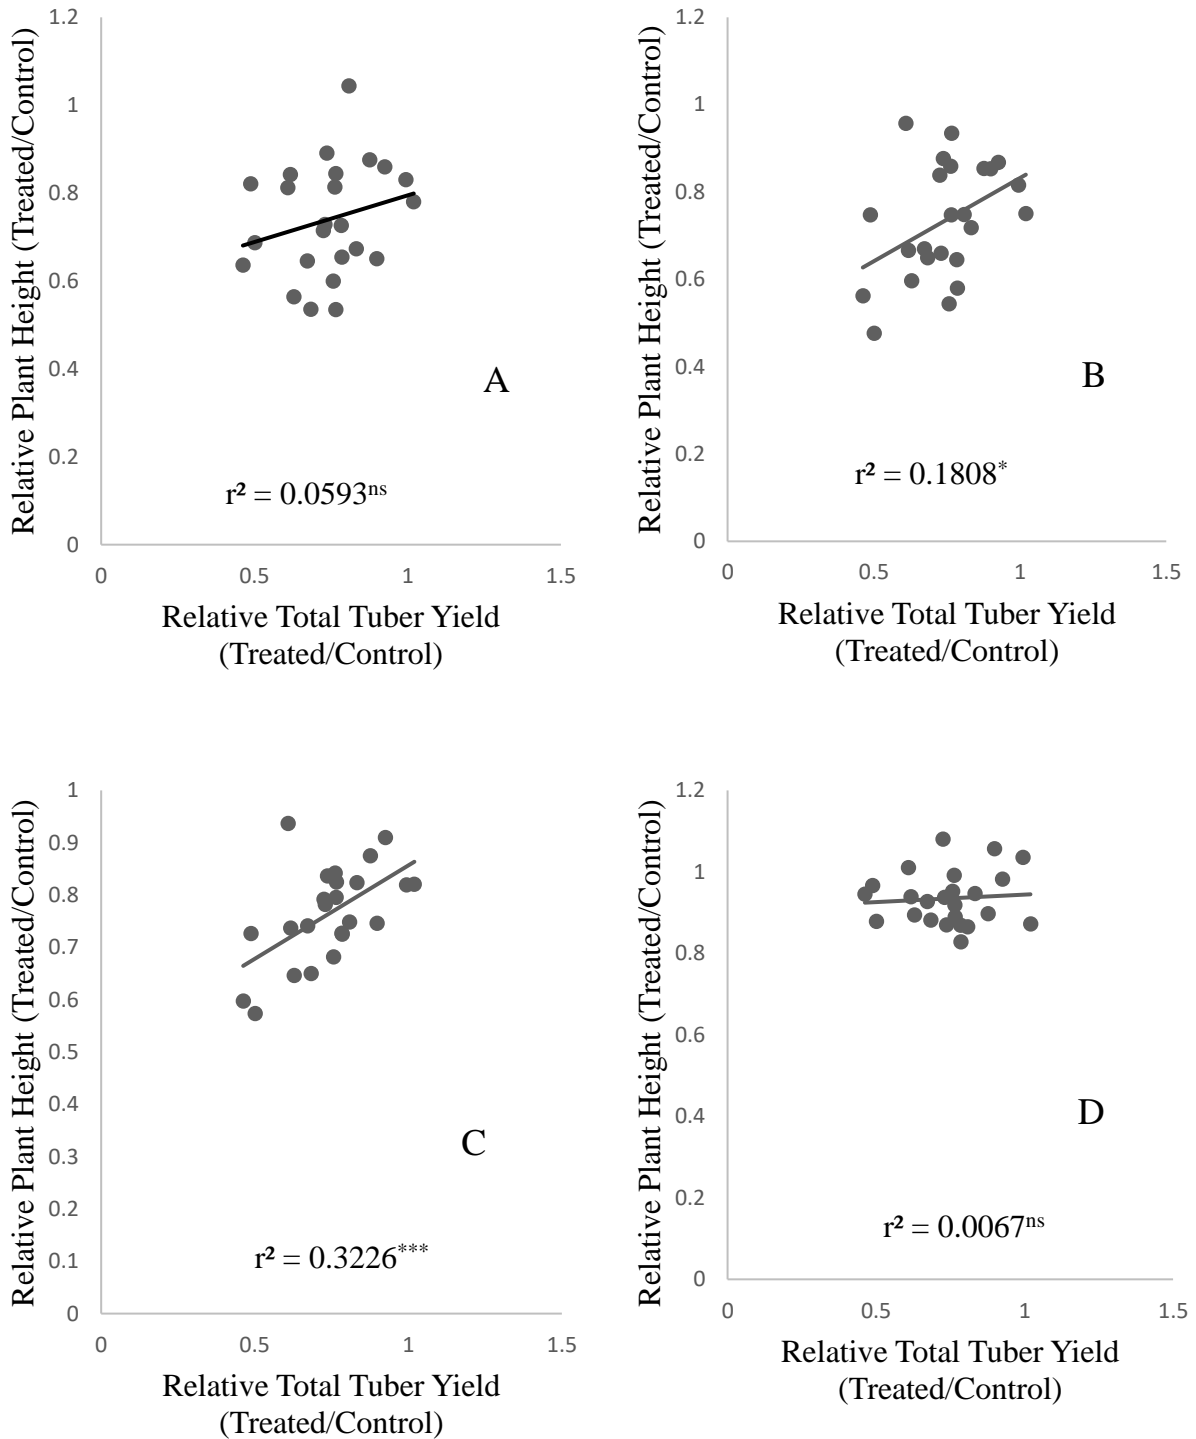 Relative Plant Height (Treated/Control)
1.2
1
0.8
0.6
0.4
0.2
0
A
r² = 0.0593ns
0
0.5
1
1.5
Relative Total Tuber Yield
(Treated/Control)
Relative Plant Height (Treated/Control)
1.2
1
0.8
0.6
0.4
0.2
0
B
r² = 0.1808*
0
0.5
1
1.5
Relative Total Tuber Yield
(Treated/Control)
Relative Plant Height (Treated/Control)
1
0.9
0.8
0.7
0.6
0.5
0.4
0.3
0.2
0.1
0
C
r² = 0.3226***
0
0.5
1
1.5
Relative Total Tuber Yield
(Treated/Control)
Relative Plant Height (Treated/Control)
1.2
1
0.8
0.6
0.4
0.2
0
D
r² = 0.0067ns
0
0.5
1
1.5
Relative Total Tuber Yield
(Treated/Control)